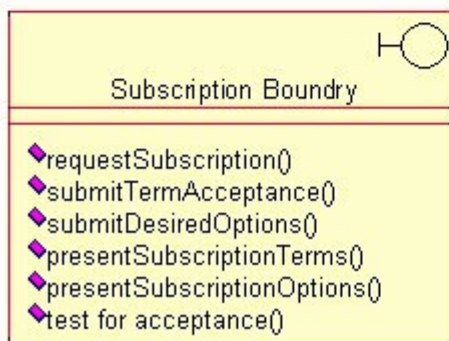 Subscription Boundry
requestSubscription()
submitTermAcceptance()
submitDesiredOptions()
presentSubscriptionTerms()
presentSubscriptionOptions()
test for acceptance()